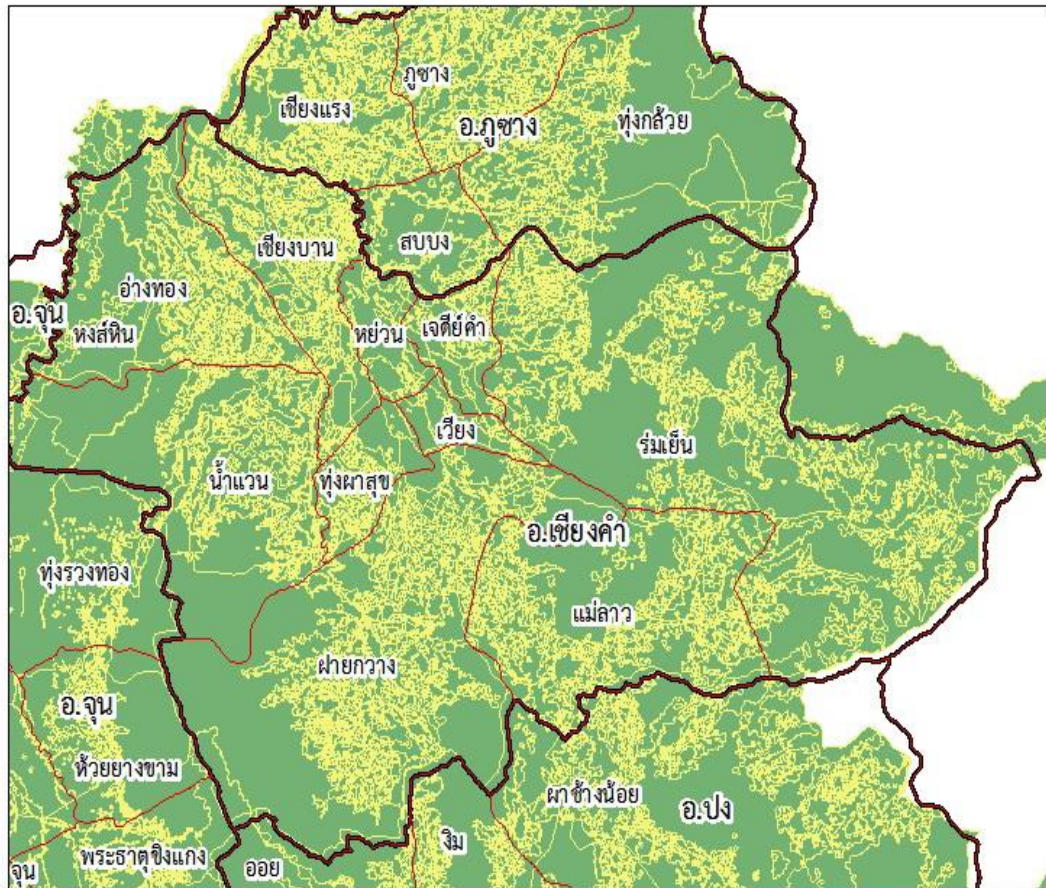 ภูซาง
เชียงแรง
อ.ภูซาง
ทุ่งกล้วย
สบบง
เชียงบาน
อ่างทอง
อ.จุน
หงส์หิน
หย่วน
เจดีย์คำ
เวียง
ร่มเย็น
น้ำแวน
ทุ่งผาสุข
อ.เชียงคำ
ทุ่งรวงทอง
แม่ลาว
ฝายกวาง
อ.จุน
ห้วยยางขาม
ผาช้างน้อย
อ.ปง
งิม
พระธาตุขิงแกง
ออย
จุน